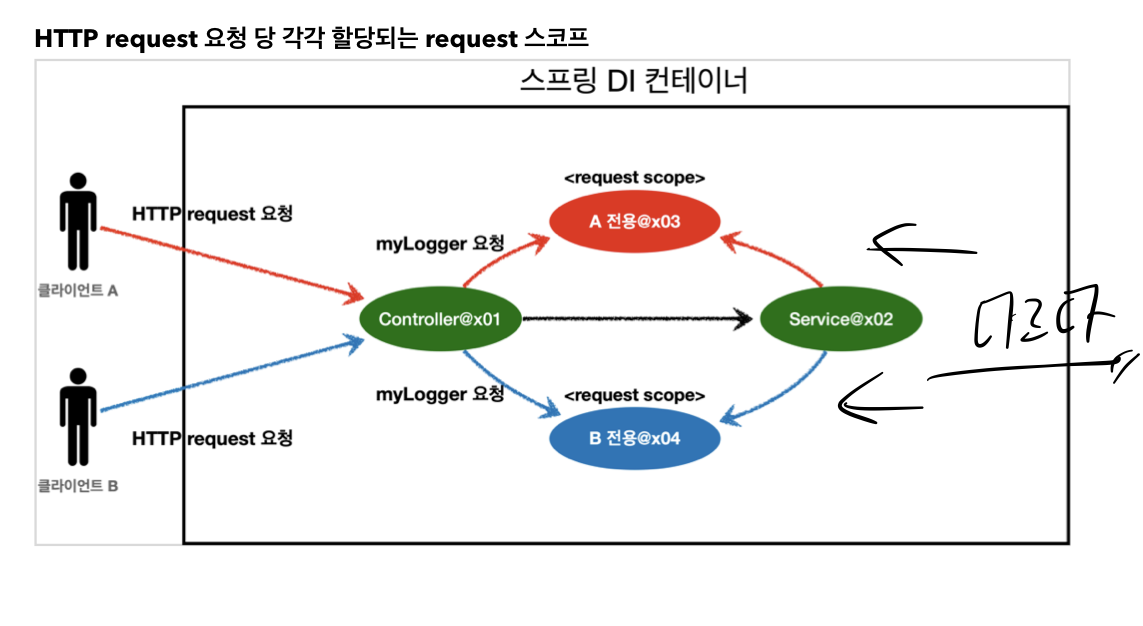 HTTP request 요청 당 각각 할당되는 request 스코프
스프링 DI 컨테이너
<request scope>
A 전용@x03
HTTP request 요청
myLogger 요청
클라이언트 A
Controller@x01
Service@x02
myLogger 요청
<request scope>
B 전용@x04
HTTP request 요청
클라이언트 B